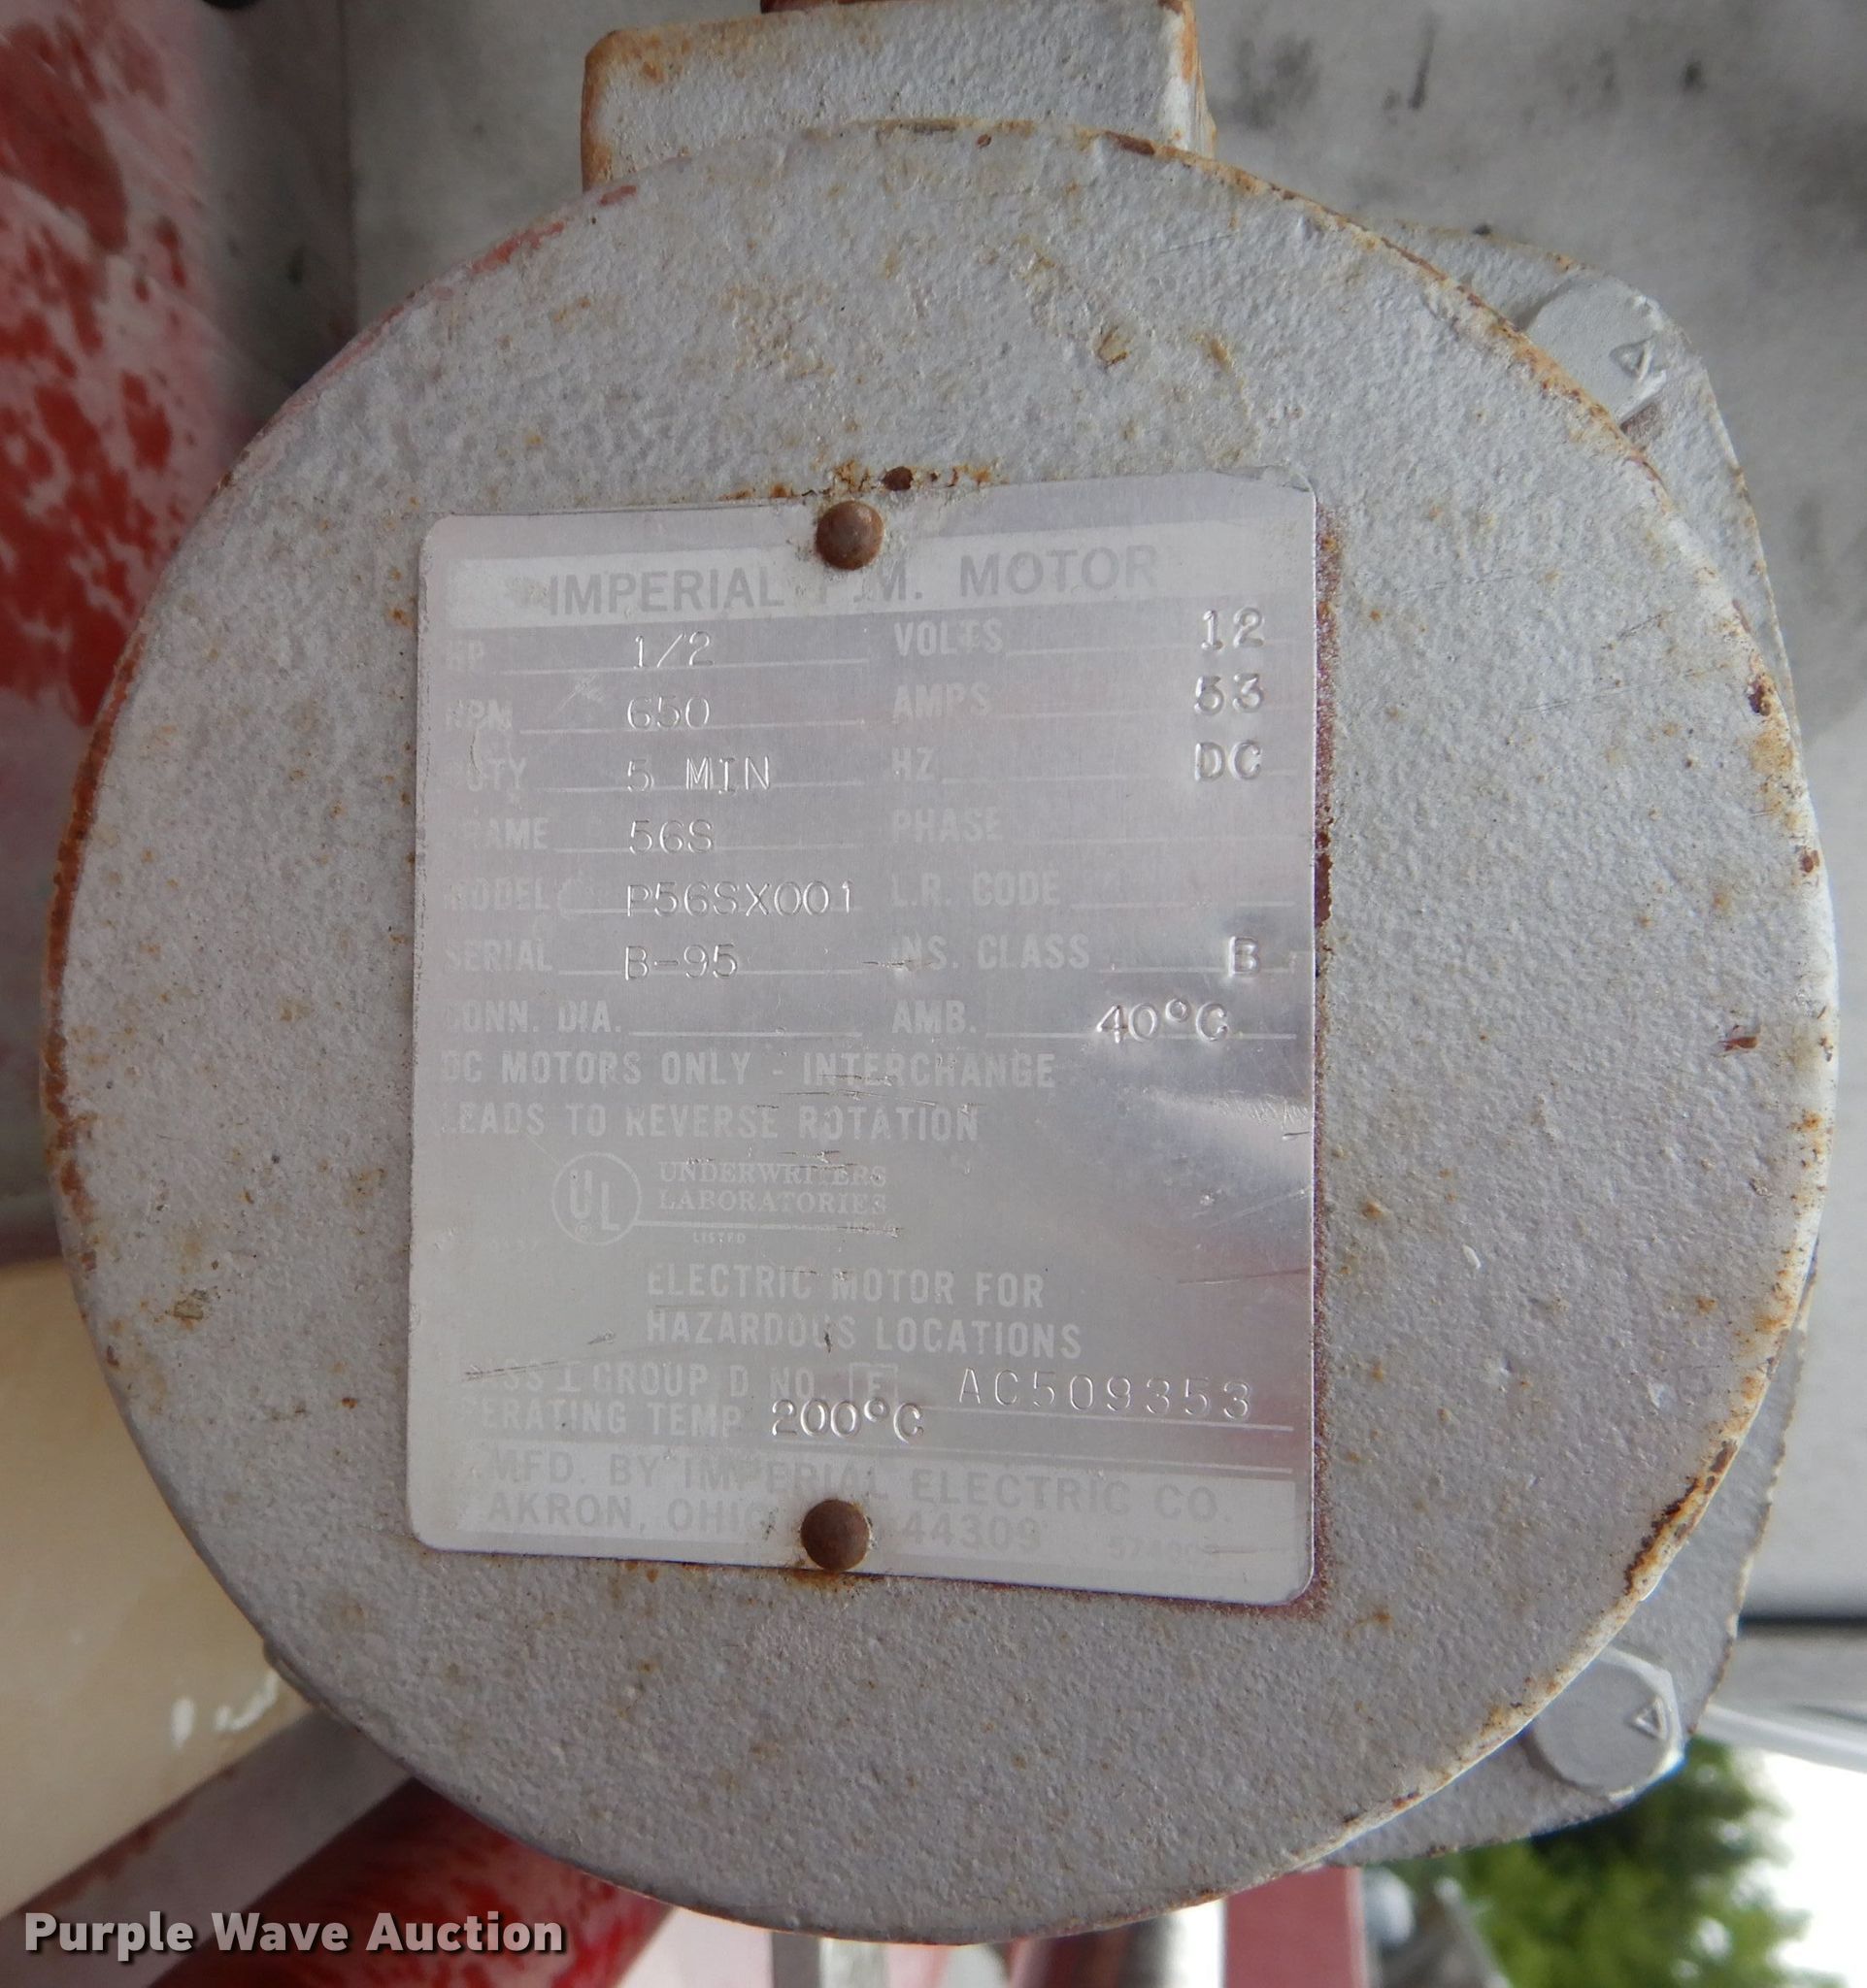 IMPERIAL P.M. MOTOR
HP 1/2 VOLTS 12
RPM 650 AMPS 53
DUTY 5 MIN HZ DC
FRAME 56S PHASE
MODEL P56SX001 L.R. CODE
SERIAL B-95 INS. CLASS B
CONN. DIA. AMB. 40°C
DC MOTORS ONLY - INTERCHANGE
LEADS TO REVERSE ROTATION
UL UNDERWRITERS
LABORATORIES
LISTED
ELECTRIC MOTOR FOR
HAZARDOUS LOCATIONS
CLASS I GROUP D NO. E AC509353
OPERATING TEMP 200°C
MFD. BY IMPERIAL ELECTRIC CO.
AKRON, OHIO 44309
Purple Wave Auction